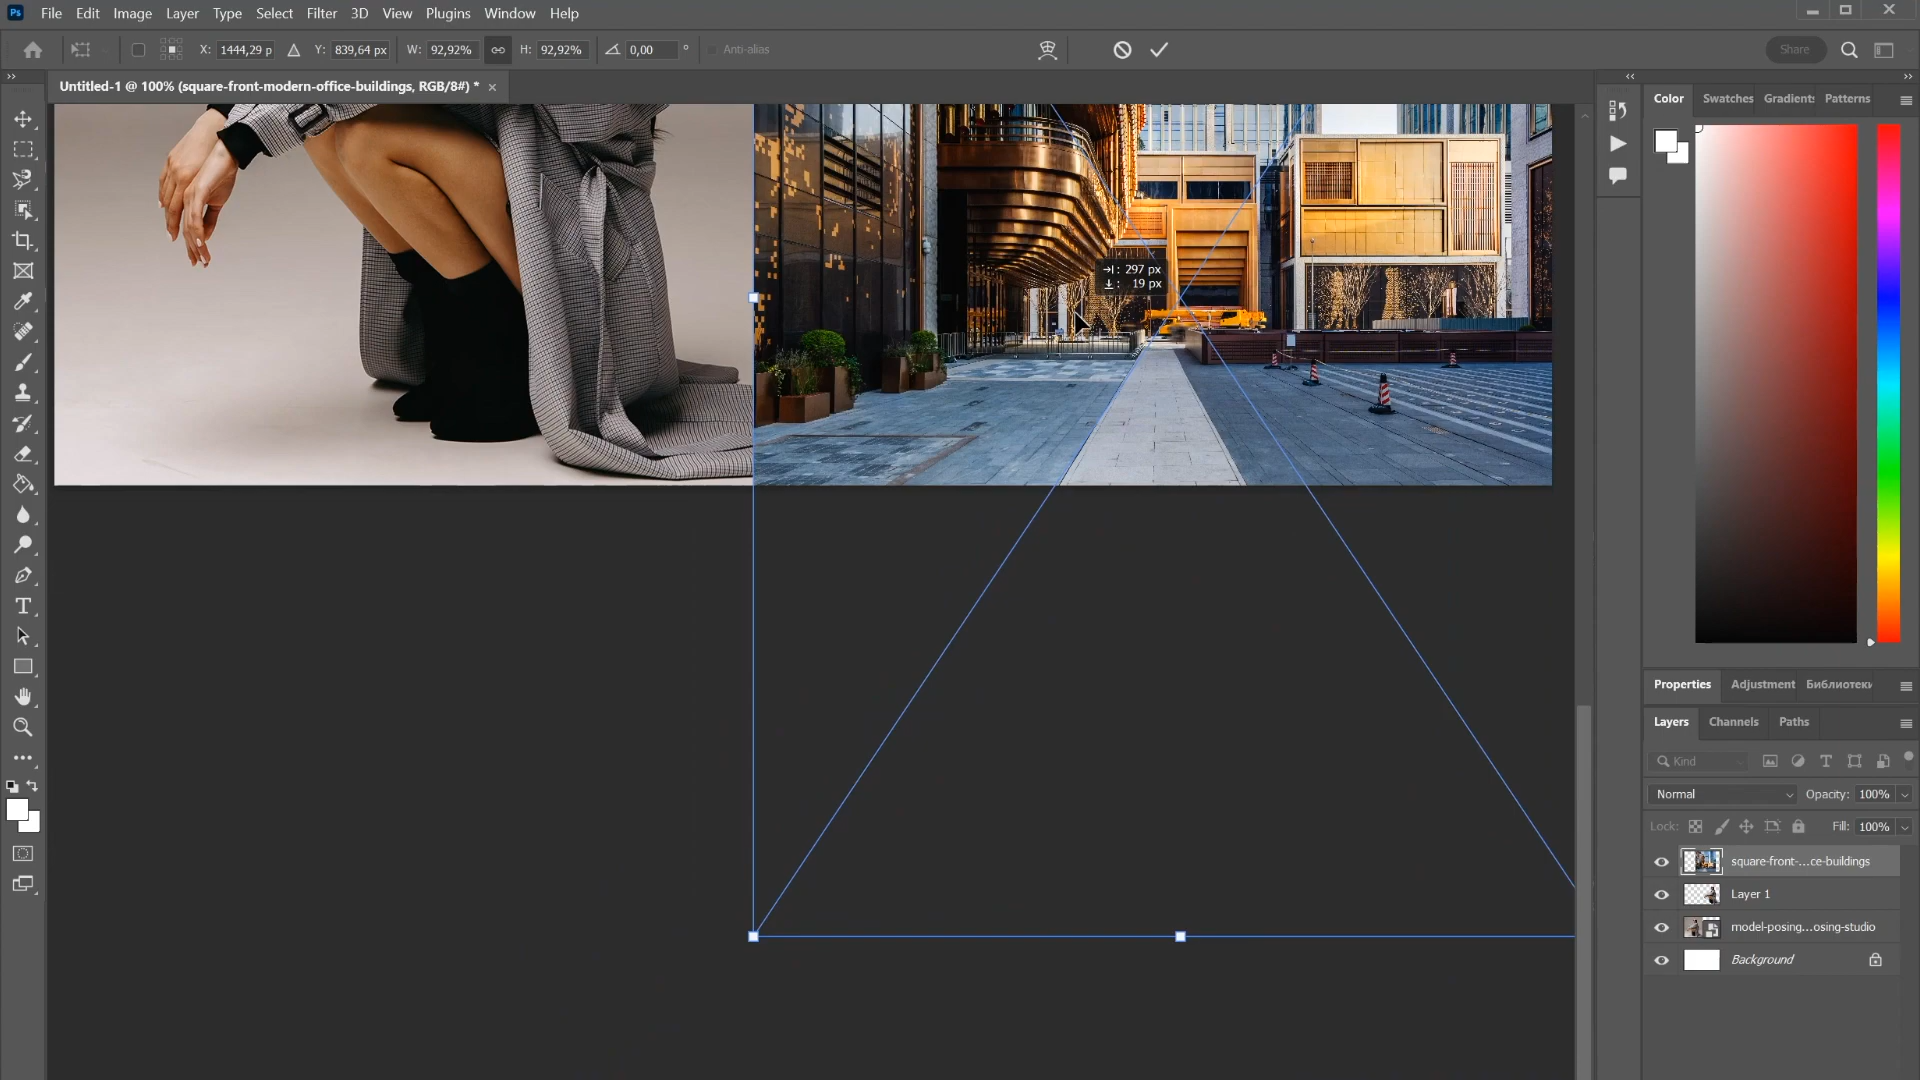 Ps File Edit Image Layer Type Select Filter 3D View Plugins Window Help
X: 1444,29 p Y: 839,64 px W: 92,92% H: 92,92% 0,00 ° Anti-alias Share
Untitled-1 @ 100% (square-front-modern-office-buildings, RGB/8#) * ×
Color Swatches Gradients Patterns
: 297 px
: 19 px
Properties Adjustment Библиотеки
Layers Channels Paths
Kind
Normal Opacity: 100%
Lock: Fill: 100%
square-front-...ce-buildings
Layer 1
model-posing...osing-studio
Background